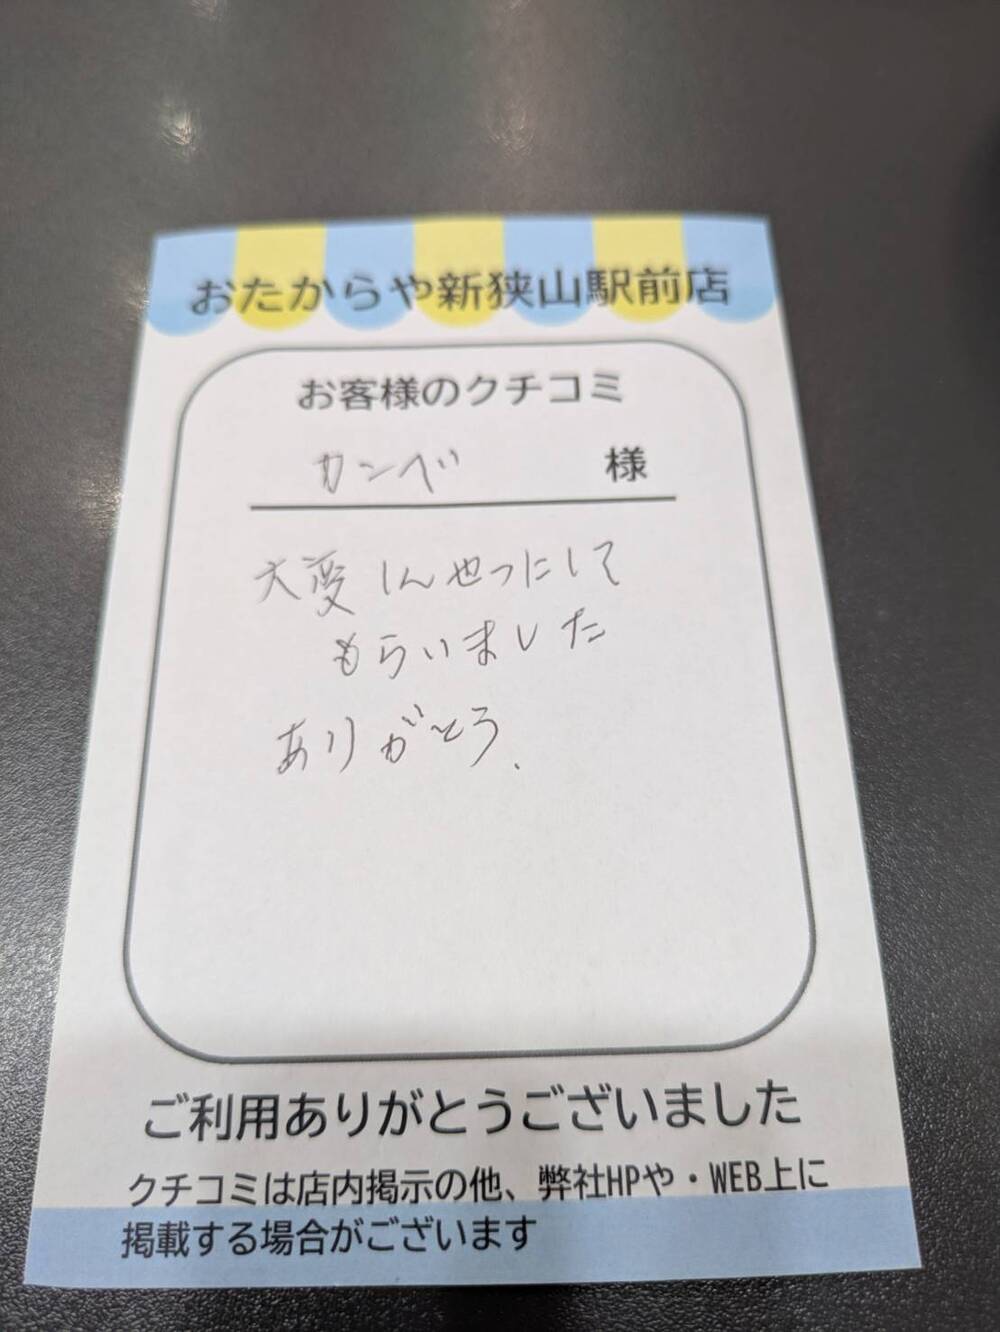 おたからや新狭山駅前店
お客様のクチコミ
カンベ 様
大変しんせつにして
もらいました
ありがとう.
ご利用ありがとうございました
クチコミは店内掲示の他、弊社HPや・WEB上に
掲載する場合がございます